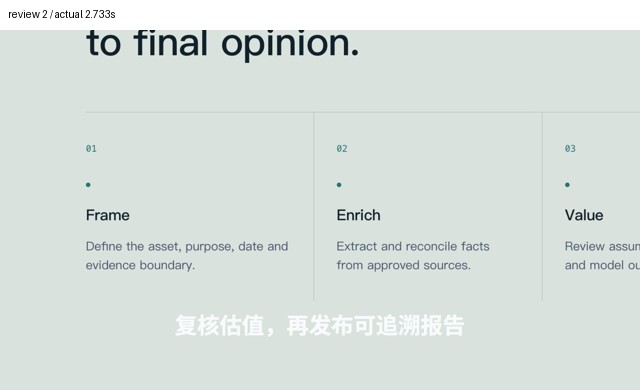 review 2 / actual 2.733s
to final opinion.
01
02
03
Frame
Enrich
Value
Define the asset, purpose, date and
evidence boundary.
Extract and reconcile facts
from approved sources.
Review assum
and model ou
复核估值，再发布可追溯报告